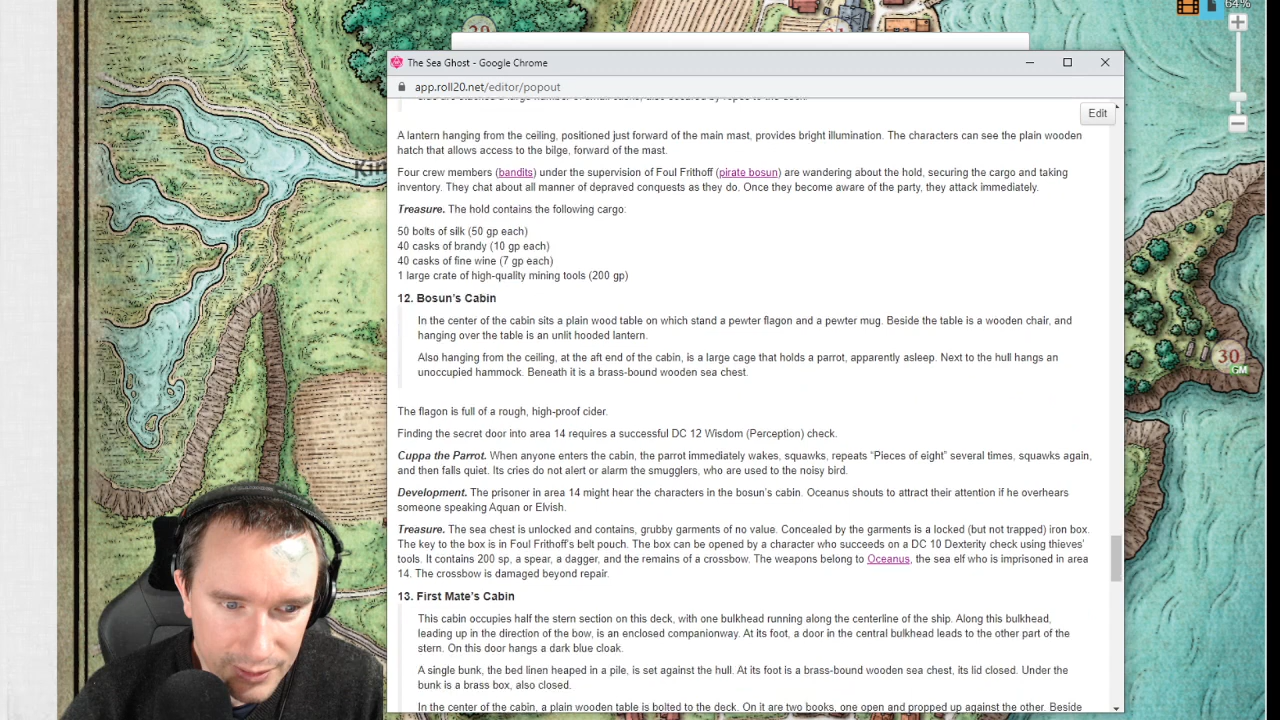 64%
29
The Sea Ghost - Google Chrome
app.roll20.net/editor/popout
Edit
A lantern hanging from the ceiling, positioned just forward of the main mast, provides bright illumination. The characters can see the plain wooden
hatch that allows access to the bilge, forward of the mast.
Four crew members (bandits) under the supervision of Foul Frithoff (pirate bosun) are wandering about the hold, securing the cargo and taking
inventory. They chat about all manner of depraved conquests as they do. Once they become aware of the party, they attack immediately.
Treasure. The hold contains the following cargo:
50 bolts of silk (50 gp each)
40 casks of brandy (10 gp each)
40 casks of fine wine (7 gp each)
1 large crate of high-quality mining tools (200 gp)
12. Bosun's Cabin
In the center of the cabin sits a plain wood table on which stand a pewter flagon and a pewter mug. Beside the table is a wooden chair, and
hanging over the table is an unlit hooded lantern.
Also hanging from the ceiling, at the aft end of the cabin, is a large cage that holds a parrot, apparently asleep. Next to the hull hangs an
unoccupied hammock. Beneath it is a brass-bound wooden sea chest.
The flagon is full of a rough, high-proof cider.
Finding the secret door into area 14 requires a successful DC 12 Wisdom (Perception) check.
Cuppa the Parrot. When anyone enters the cabin, the parrot immediately wakes, squawks, repeats “Pieces of eight” several times, squawks again,
and then falls quiet. Its cries do not alert or alarm the smugglers, who are used to the noisy bird.
Development. The prisoner in area 14 might hear the characters in the bosun's cabin. Oceanus shouts to attract their attention if he overhears
someone speaking Aquan or Elvish.
Treasure. The sea chest is unlocked and contains, grubby garments of no value. Concealed by the garments is a locked (but not trapped) iron box.
The key to the box is in Foul Frithoff's belt pouch. The box can be opened by a character who succeeds on a DC 10 Dexterity check using thieves'
tools. It contains 200 sp, a spear, a dagger, and the remains of a crossbow. The weapons belong to Oceanus, the sea elf who is imprisoned in area
14. The crossbow is damaged beyond repair.
13. First Mate's Cabin
This cabin occupies half the stern section on this deck, with one bulkhead running along the centerline of the ship. Along this bulkhead,
leading up in the direction of the bow, is an enclosed companionway. At its foot, a door in the central bulkhead leads to the other part of the
stern. On this door hangs a dark blue cloak.
A single bunk, the bed linen heaped in a pile, is set against the hull. At its foot is a brass-bound wooden sea chest, its lid closed. Under the
bunk is a brass box, also closed.
In the center of the cabin, a plain wooden table is bolted to the deck. On it are two books, one open and propped up against the other. Beside
30
GM